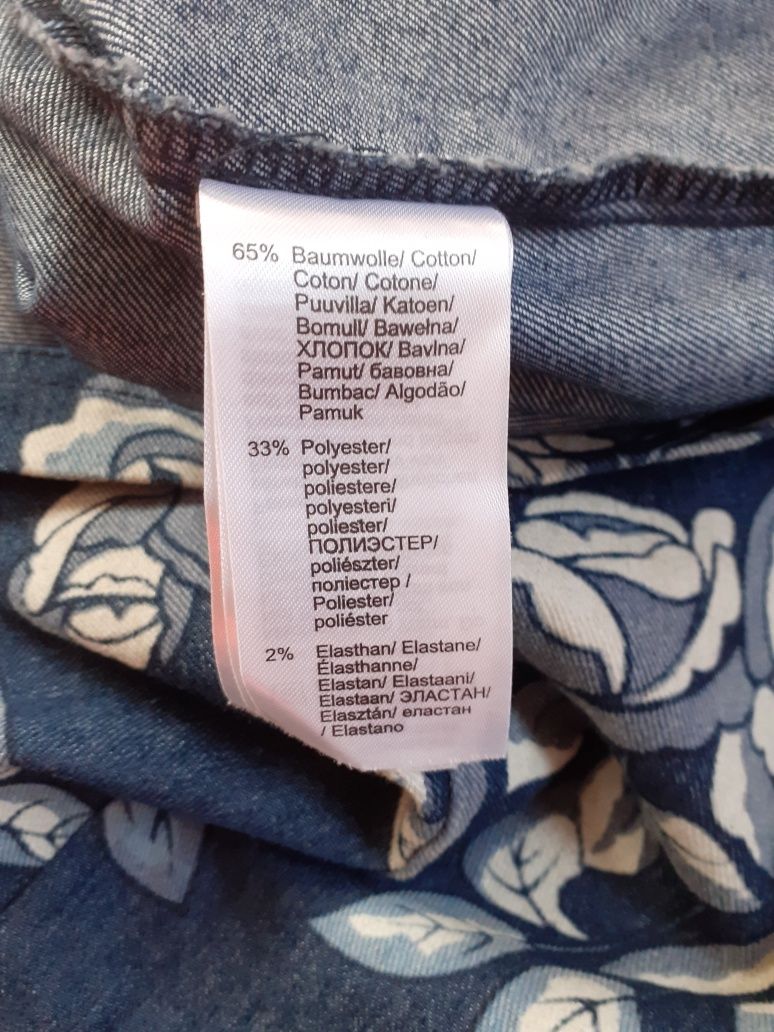 65% Baumwolle/ Cotton/
Coton/ Cotone/
Puuvilla/ Katoen/
Bomull/ Bawełna/
ХЛОПОК/ Bavlna/
Pamut/ бавовна/
Bumbac/ Algodão/
Pamuk
33% Polyester/
polyester/
poliestere/
polyesteri/
poliester/
ПОЛИЭСТЕР/
poliészter/
поліестер /
Poliester/
poliéster
2% Elasthan/ Elastane/
Élasthanne/
Elastan/ Elastaani/
Elastaan/ ЭЛАСТАН/
Elasztán/ еластан
/ Elastano